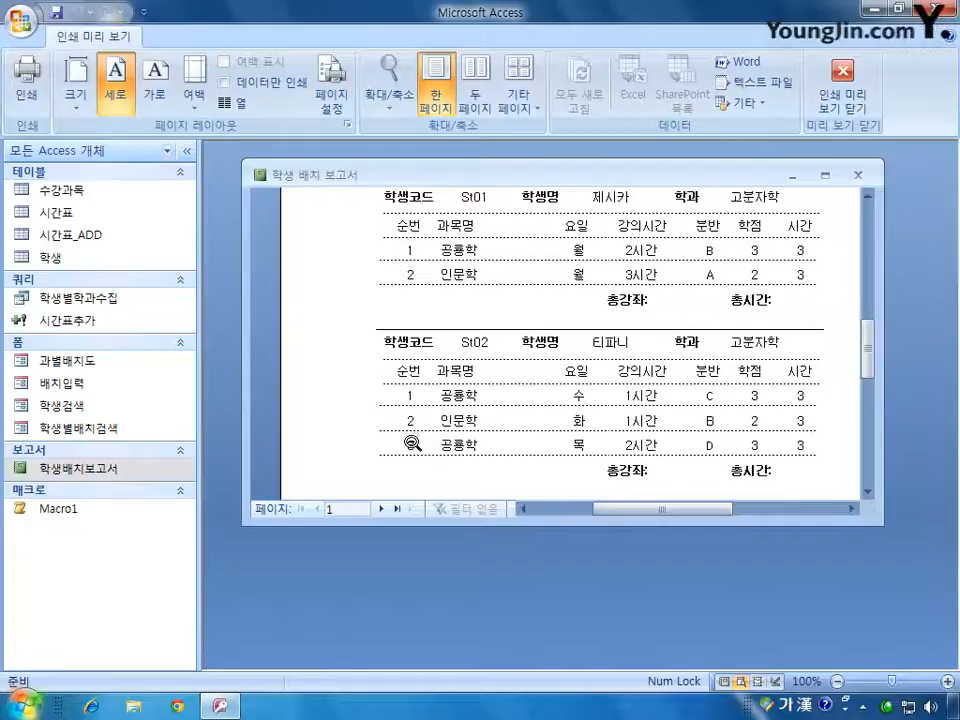 Microsoft Access
YoungJin.com Y.
인쇄 미리 보기
인쇄
크기
세로
가로
여백
여백 표시
데이터만 인쇄
열
페이지 설정
확대/축소
한 페이지
두 페이지
기타 페이지
모두 새로 고침
Excel
SharePoint 목록
Word
텍스트 파일
기타
인쇄 미리 보기 닫기
인쇄
페이지 레이아웃
확대/축소
데이터
미리 보기 닫기
모든 Access 개체
테이블
수강과목
시간표
시간표_ADD
학생
쿼리
학생별학과수집
시간표추가
폼
과별배치도
배치입력
학생검색
학생별배치검색
보고서
학생배치보고서
매크로
Macro1
학생 배치 보고서
학생코드 St01 학생명 제시카 학과 고분자학
순번 과목명 요일 강의시간 분반 학점 시간
1 공룡학 월 2시간 B 3 3
2 인문학 월 3시간 A 2 3
총강좌: 총시간:
학생코드 St02 학생명 티파니 학과 고분자학
순번 과목명 요일 강의시간 분반 학점 시간
1 공룡학 수 1시간 C 3 3
2 인문학 화 1시간 B 2 3
공룡학 목 2시간 D 3 3
총강좌: 총시간:
페이지: 1 필터 없음
준비
Num Lock
100%
가 漢